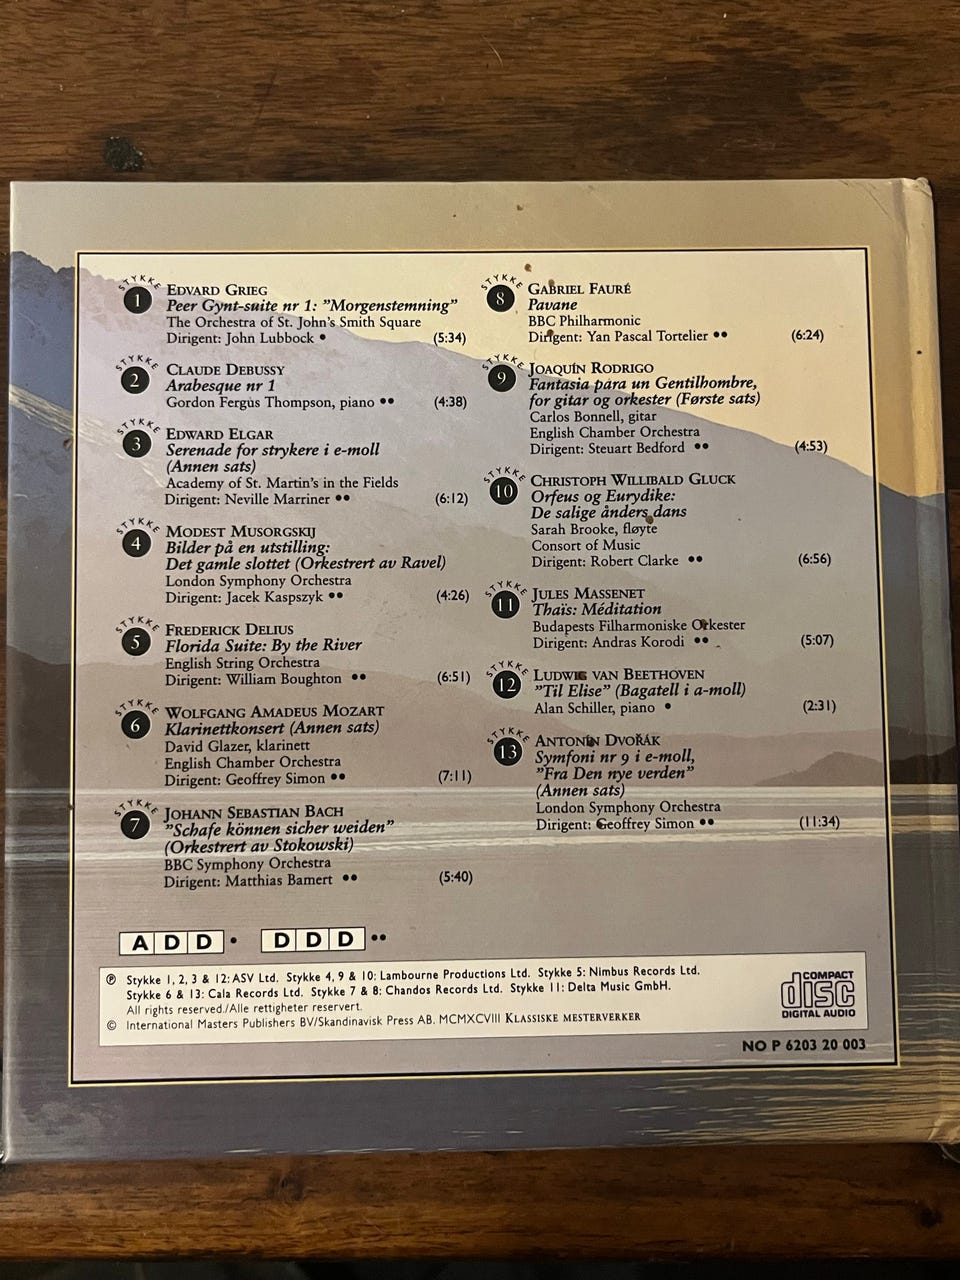 STYKKE
1
EDVARD GRIEG
Peer Gynt-suite nr 1: ”Morgenstemning”
The Orchestra of St. John's Smith Square
Dirigent: John Lubbock • (5:34)
STYKKE
2
CLAUDE DEBUSSY
Arabesque nr 1
Gordon Fergus Thompson, piano •• (4:38)
STYKKE
3
EDWARD ELGAR
Serenade for strykere i e-moll
(Annen sats)
Academy of St. Martin's in the Fields
Dirigent: Neville Marriner •• (6:12)
STYKKE
4
MODEST MUSORGSKIJ
Bilder på en utstilling:
Det gamle slottet (Orkestrert av Ravel)
London Symphony Orchestra
Dirigent: Jacek Kaspszyk •• (4:26)
STYKKE
5
FREDERICK DELIUS
Florida Suite: By the River
English String Orchestra
Dirigent: William Boughton •• (6:51)
STYKKE
6
WOLFGANG AMADEUS MOZART
Klarinettkonsert (Annen sats)
David Glazer, klarinett
English Chamber Orchestra
Dirigent: Geoffrey Simon •• (7:11)
STYKKE
7
JOHANN SEBASTIAN BACH
”Schafe können sicher weiden”
(Orkestrert av Stokowski)
BBC Symphony Orchestra
Dirigent: Matthias Bamert •• (5:40)
STYKKE
8
GABRIEL FAURÉ
Pavane
BBC Philharmonic
Dirigent: Yan Pascal Tortelier •• (6:24)
STYKKE
9
JOAQUÍN RODRIGO
Fantasia para un Gentilhombre,
for gitar og orkester (Første sats)
Carlos Bonnell, gitar
English Chamber Orchestra
Dirigent: Steuart Bedford •• (4:53)
STYKKE
10
CHRISTOPH WILLIBALD GLUCK
Orfeus og Eurydike:
De salige ånders dans
Sarah Brooke, fløyte
Consort of Music
Dirigent: Robert Clarke •• (6:56)
STYKKE
11
JULES MASSENET
Thaïs: Méditation
Budapests Filharmoniske Orkester
Dirigent: Andras Korodi •• (5:07)
STYKKE
12
LUDWIG VAN BEETHOVEN
”Til Elise” (Bagatell i a-moll)
Alan Schiller, piano • (2:31)
STYKKE
13
ANTONÍN DVOŘÁK
Symfoni nr 9 i e-moll,
”Fra Den nye verden”
(Annen sats)
London Symphony Orchestra
Dirigent: Geoffrey Simon •• (11:34)
ADD • DDD ••
℗ Stykke 1, 2, 3 & 12: ASV Ltd. Stykke 4, 9 & 10: Lambourne Productions Ltd. Stykke 5: Nimbus Records Ltd.
Stykke 6 & 13: Cala Records Ltd. Stykke 7 & 8: Chandos Records Ltd. Stykke 11: Delta Music GmbH.
All rights reserved./Alle rettigheter reservert.
© International Masters Publishers BV/Skandinavisk Press AB. MCMXCVIII KLASSISKE MESTERVERKER
COMPACT
disc
DIGITAL AUDIO
NO P 6203 20 003